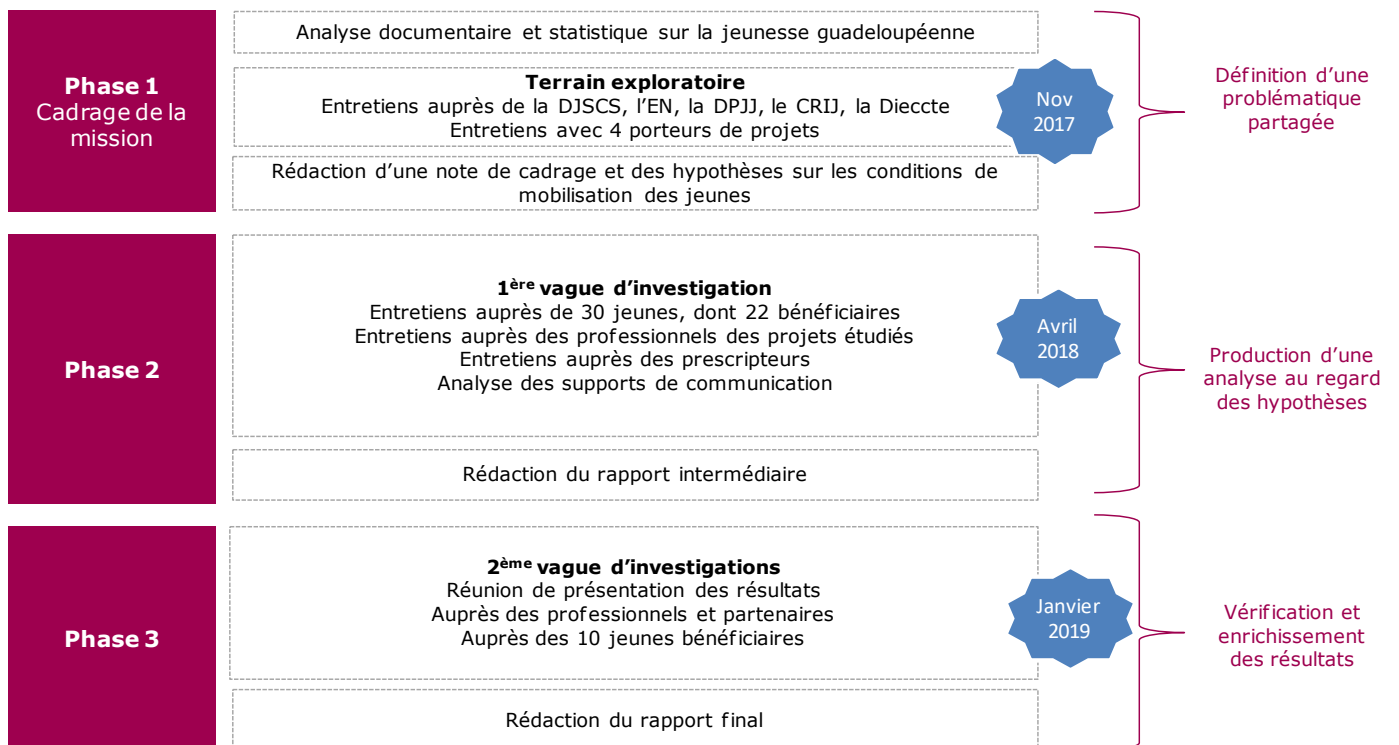 Phase 1
Cadrage de la
mission
Analyse documentaire et statistique sur la jeunesse guadeloupéenne
Terrain exploratoire
Entretiens auprès de la DJSCS, l'EN, la DPJJ, le CRIJ, la Dieccte
Entretiens avec 4 porteurs de projets
Rédaction d'une note de cadrage et des hypothèses sur les conditions de
mobilisation des jeunes
Nov
2017
Définition d'une
problématique
partagée
Phase 2
1ère vague d'investigation
Entretiens auprès de 30 jeunes, dont 22 bénéficiaires
Entretiens auprès des professionnels des projets étudiés
Entretiens auprès des prescripteurs
Analyse des supports de communication
Rédaction du rapport intermédiaire
Avril
2018
Production d'une
analyse au regard
des hypothèses
Phase 3
2ème vague d'investigations
Réunion de présentation des résultats
Auprès des professionnels et partenaires
Auprès des 10 jeunes bénéficiaires
Rédaction du rapport final
Janvier
2019
Vérification et
enrichissement
des résultats